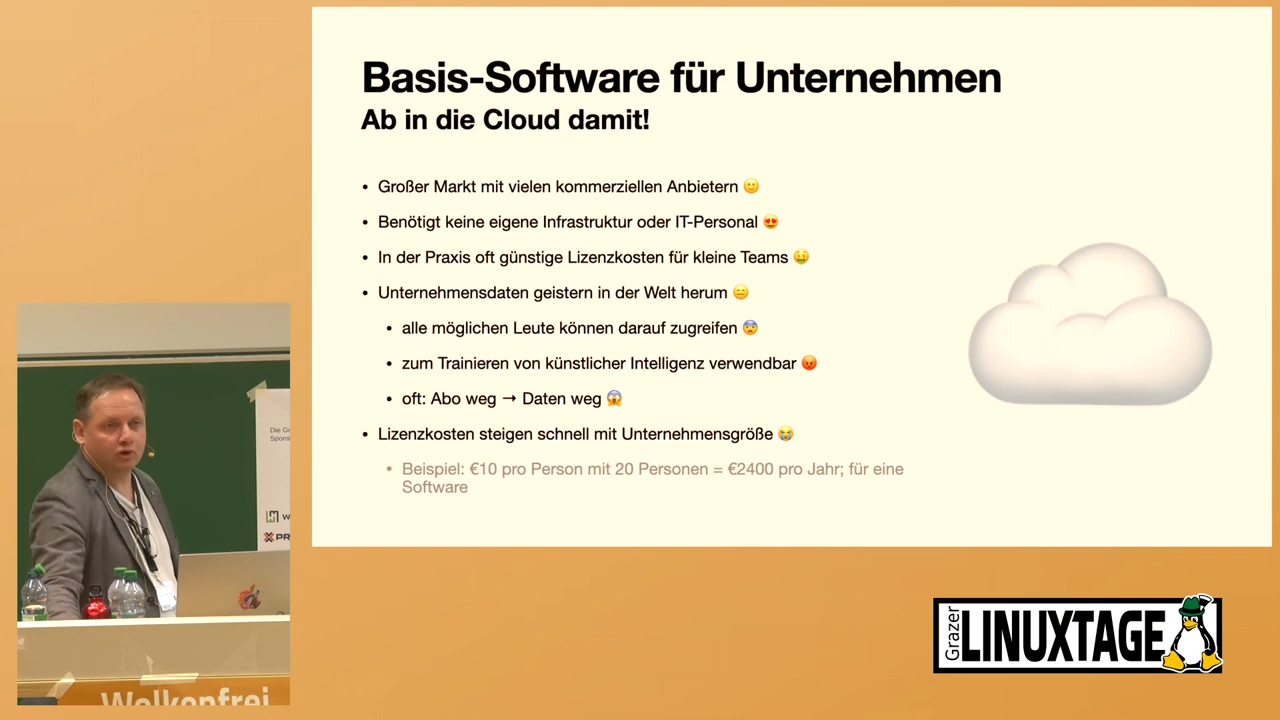 Basis-Software für Unternehmen
Ab in die Cloud damit!
• Großer Markt mit vielen kommerziellen Anbietern 🙂
• Benötigt keine eigene Infrastruktur oder IT-Personal 😍
• In der Praxis oft günstige Lizenzkosten für kleine Teams 🤑
• Unternehmensdaten geistern in der Welt herum 😑
• alle möglichen Leute können darauf zugreifen 😨
• zum Trainieren von künstlicher Intelligenz verwendbar 😡
• oft: Abo weg → Daten weg 😱
• Lizenzkosten steigen schnell mit Unternehmensgröße 😭
• Beispiel: €10 pro Person mit 20 Personen = €2400 pro Jahr; für eine
Software
Die
Wolkenfrei
Grazer
LINUXTAGE